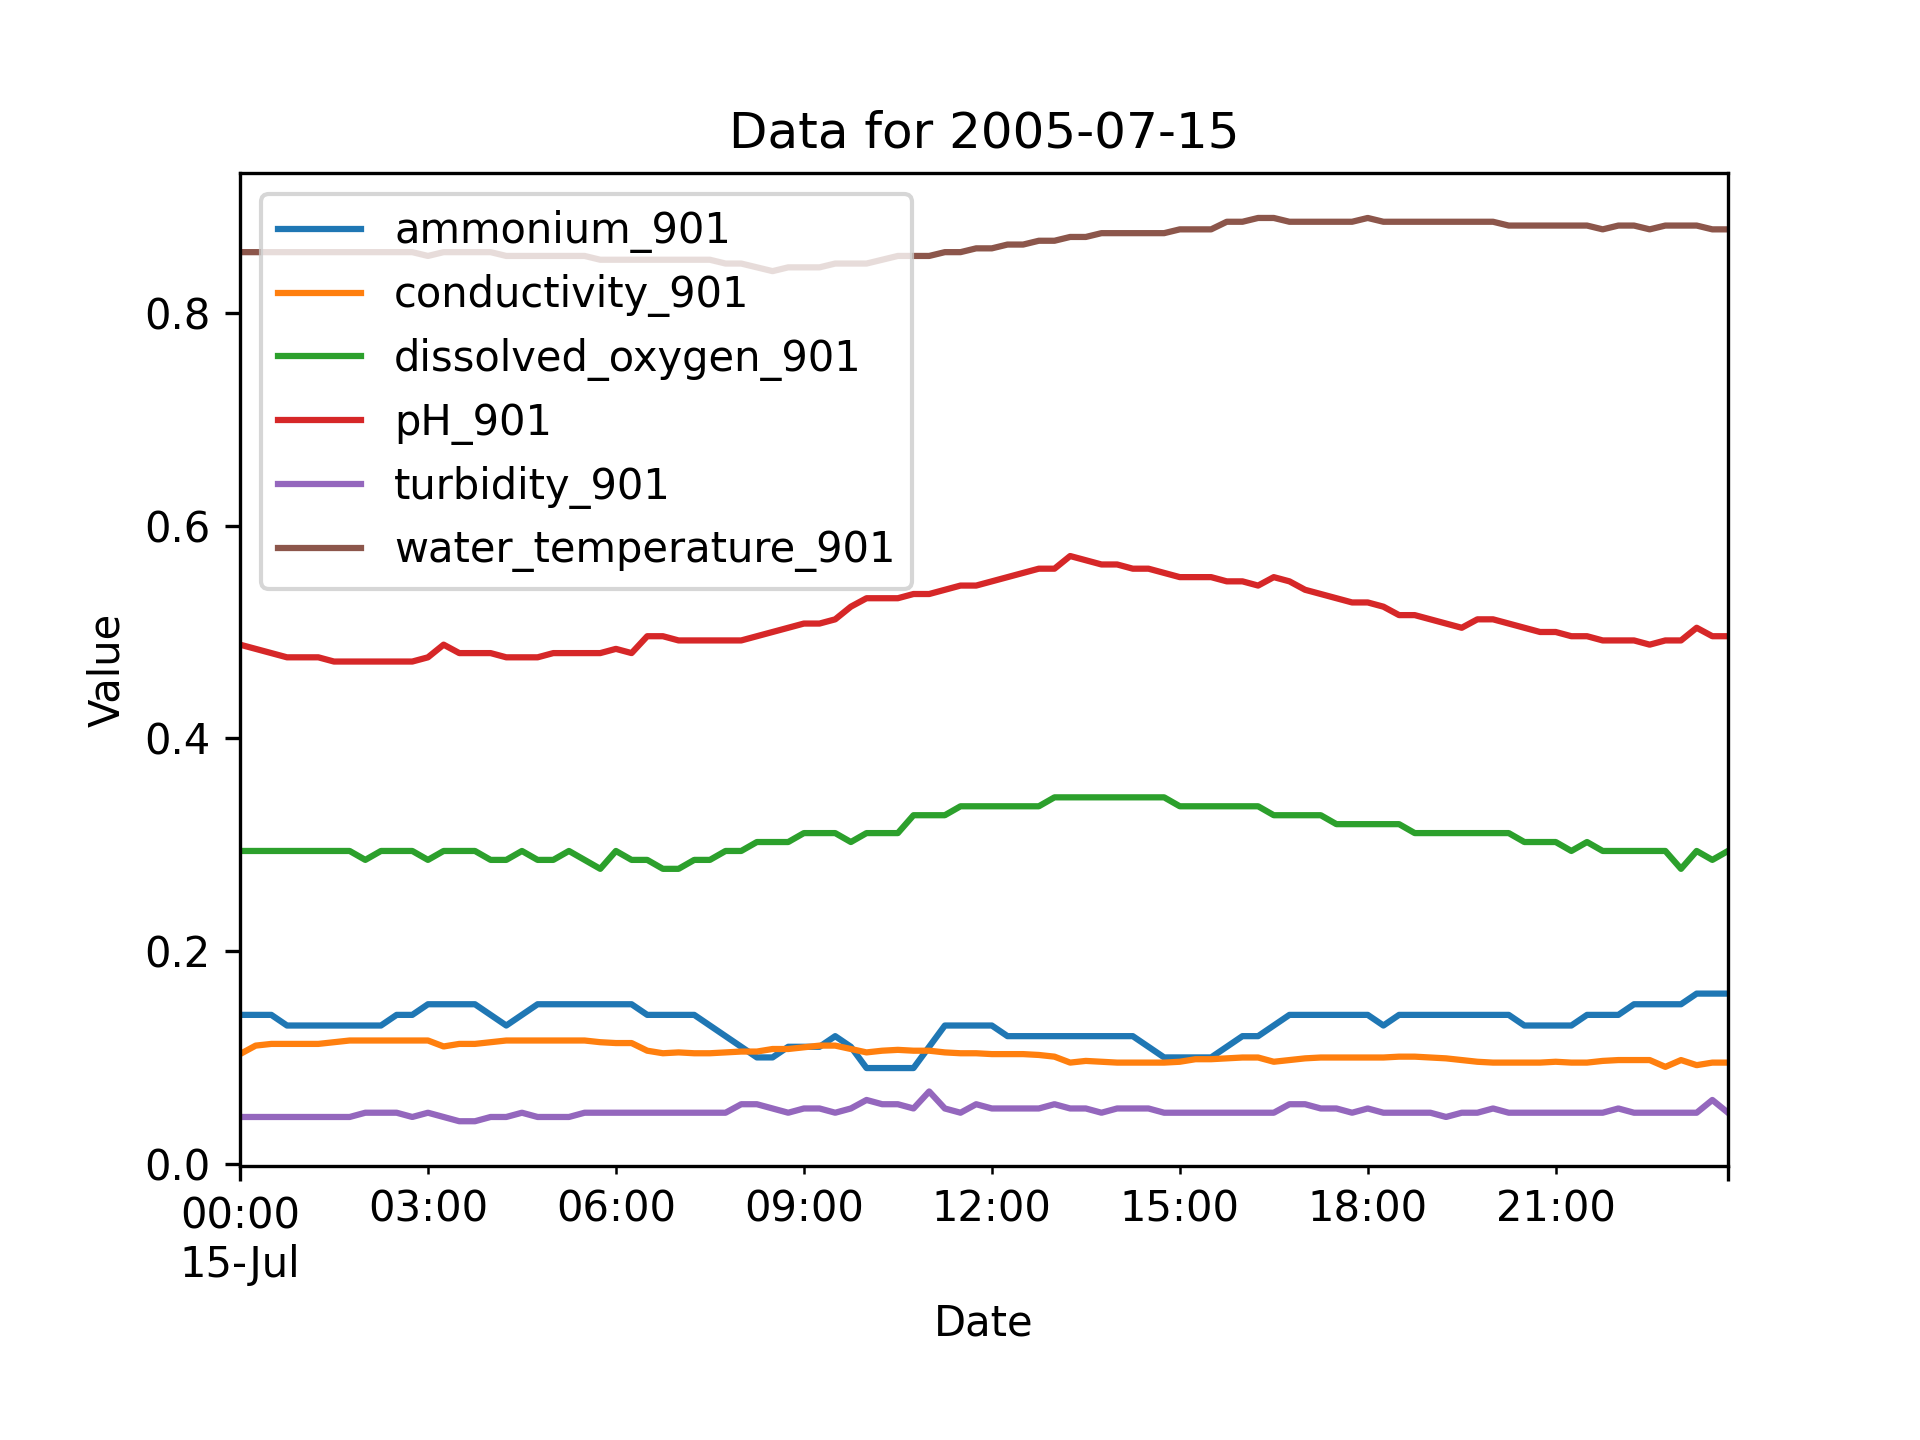 Data for 2005-07-15
ammonium_901
conductivity_901
dissolved_oxygen_901
pH_901
turbidity_901
water_temperature_901
Value
0.8
0.6
0.4
0.2
0.0
00:00 03:00 06:00 09:00 12:00 15:00 18:00 21:00
15-Jul
Date